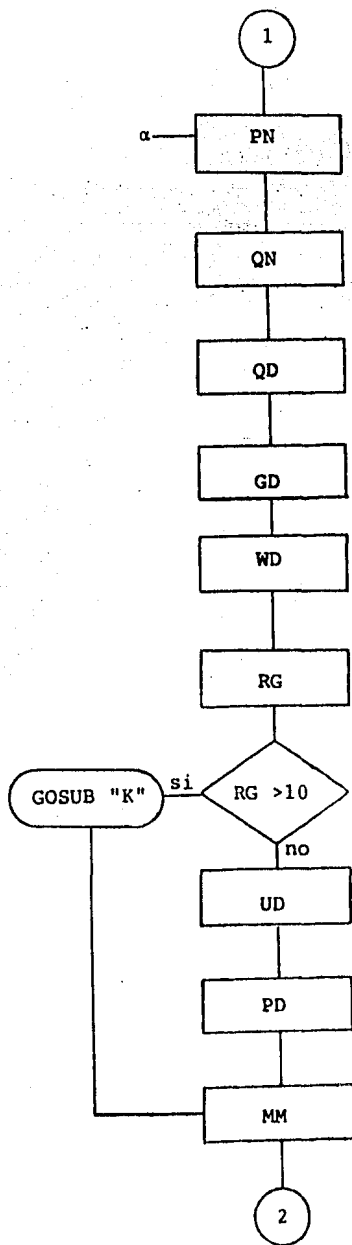 1
α PN
QN
QD
GD
WD
RG
GOSUB "K" si RG >10
no
UD
PD
MM
2